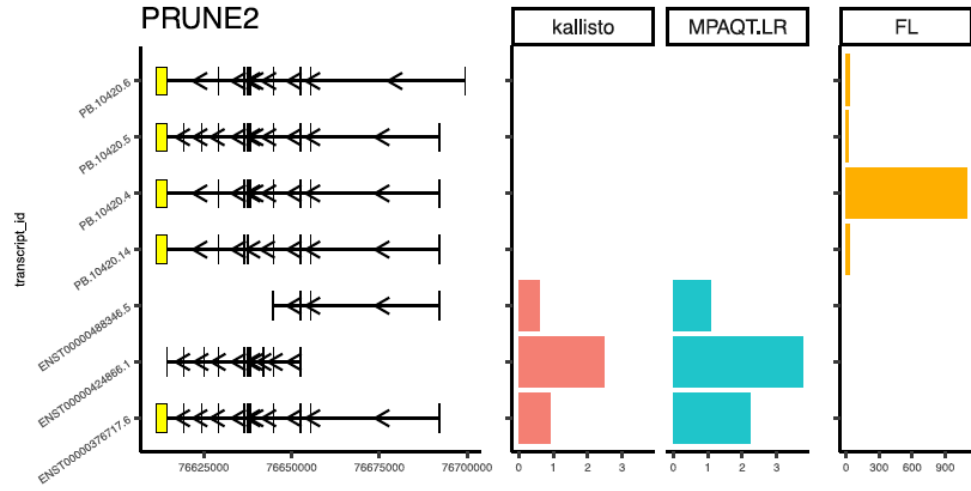 PRUNE2
kallisto
MPAQT.LR
FL
transcript_id
PB.10420.6
PB.10420.5
PB.10420.4
PB.10420.14
ENST00000488346.5
ENST00000424866.1
ENST00000376717.6
76625000 76650000 76675000 76700000
0 1 2 3
0 1 2 3
0 300 600 900